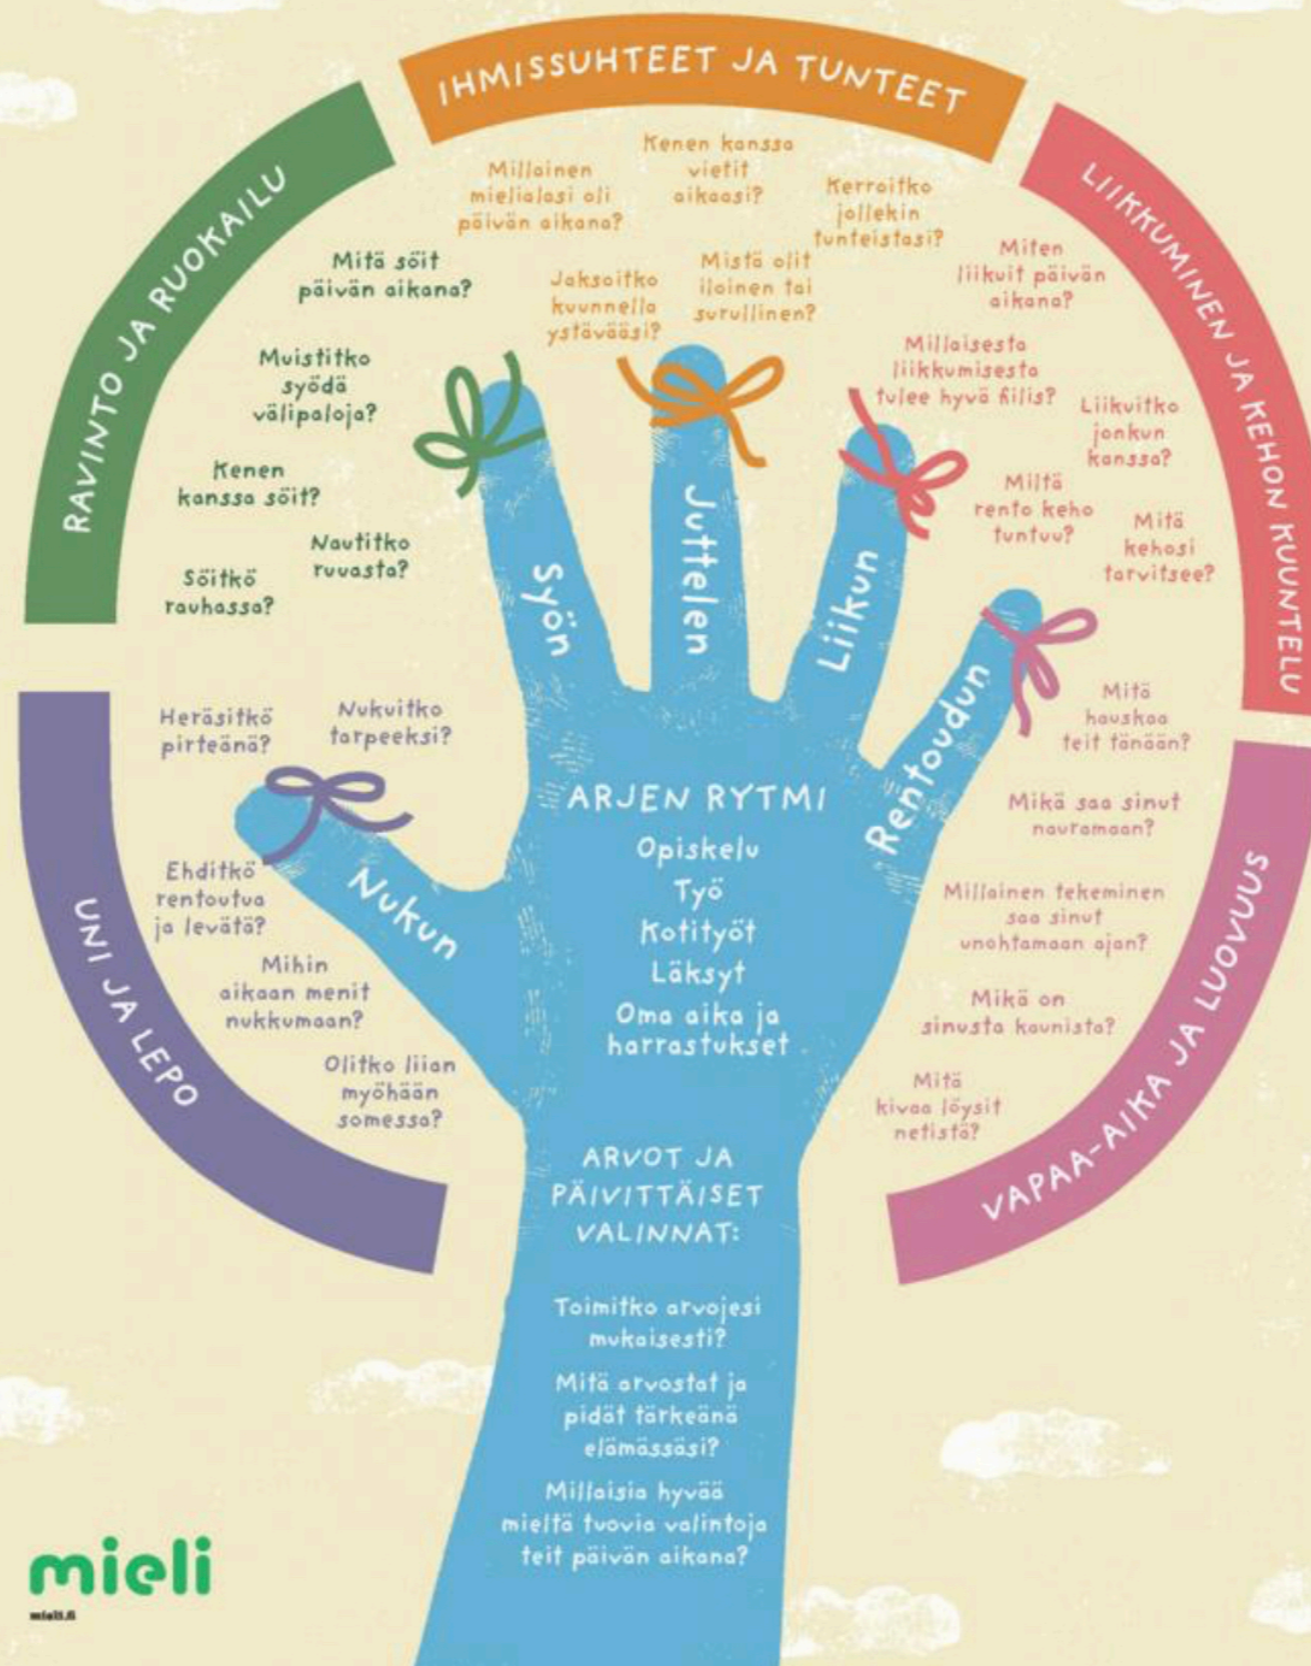 IHMISSUHTEET JA TUNTEET
Millainen
mielialasi oli
päivän aikana?
Kenen kanssa
vietit
aikaasi?
Kerroitko
jollekin
tunteistasi?
Jaksoitko
kuunnella
ystävääsi?
Mistä olit
iloinen tai
surullinen?
RAVINTO JA RUOKAILU
Mitä söit
päivän aikana?
Muistitko
syödä
välipaloja?
Kenen
kanssa söit?
Nautitko
ruuasta?
Söitkö
rauhassa?
LIIKKUMINEN JA KEHON KUUNTELU
Miten
liikuit päivän
aikana?
Millaisesta
liikkumisesta
tulee hyvä fiilis?
Liikuitko
jonkun
kanssa?
Miltä
rento keho
tuntuu?
Mitä
kehosi
tarvitsee?
UNI JA LEPO
Heräsitkö
pirteänä?
Nukuitko
tarpeeksi?
Ehditkö
rentoutua
ja levätä?
Mihin
aikaan menit
nukkumaan?
Olitko liian
myöhään
somessa?
VAPAA-AIKA JA LUOVUUS
Mitä
hauskaa
teit tänään?
Mikä saa sinut
nauramaan?
Millainen tekeminen
saa sinut
unohtamaan ajan?
Mikä on
sinusta kaunista?
Mitä
kivaa löysit
netistä?
Nukun
Syön
Juttelen
Liikun
Rentoudun
ARJEN RYTMI
Opiskelu
Työ
Kotityöt
Läksyt
Oma aika ja
harrastukset
ARVOT JA
PÄIVITTÄISET
VALINNAT:
Toimitko arvojesi
mukaisesti?
Mitä arvostat ja
pidät tärkeänä
elämässäsi?
Millaisia hyvää
mieltä tuovia valintoja
teit päivän aikana?
mieli
mieli.fi